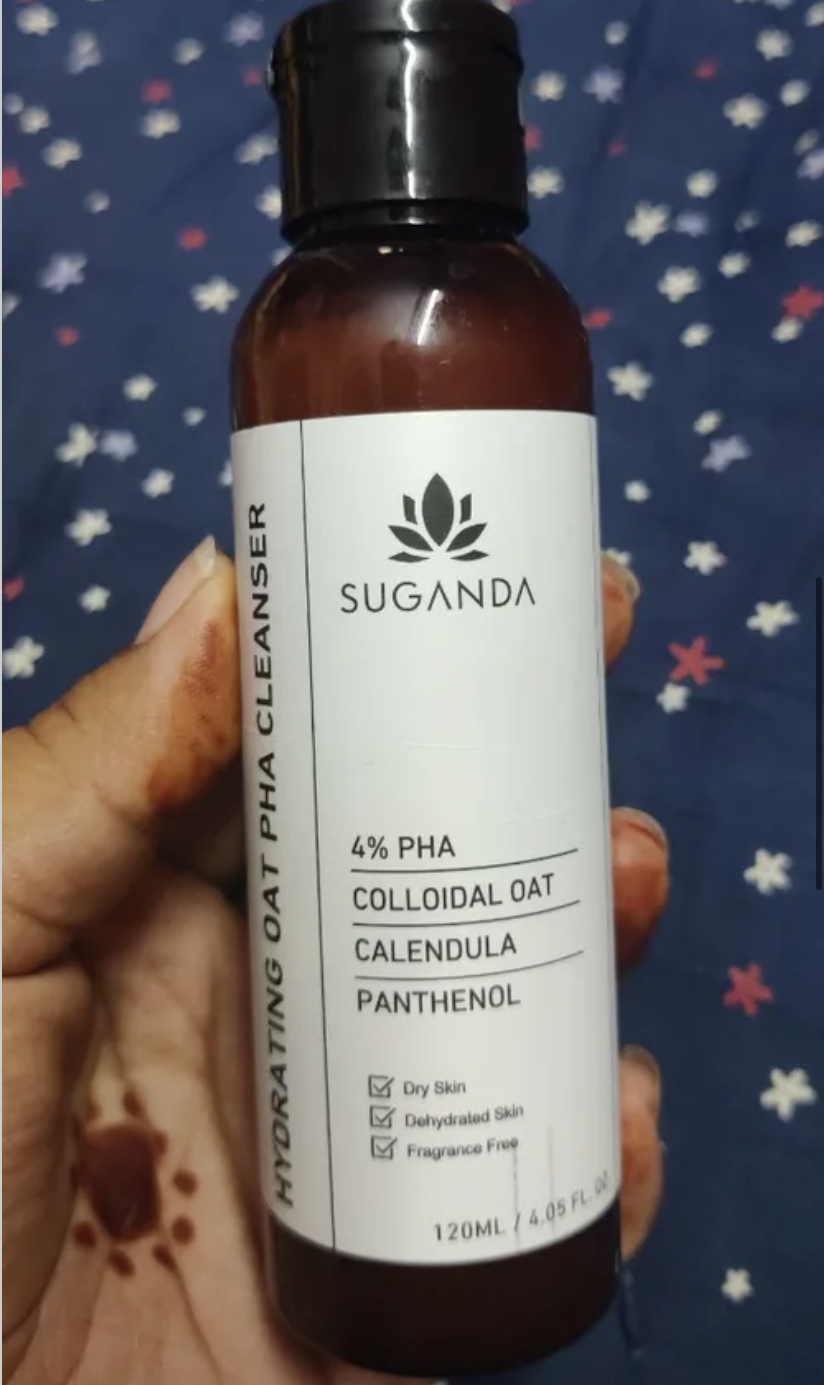 HYDRATING OAT PHA CLEANSER
SUGANDA
4% PHA
COLLOIDAL OAT
CALENDULA
PANTHENOL
Dry Skin
Dehydrated Skin
Fragrance Free
120ML / 4.05 FL. OZ